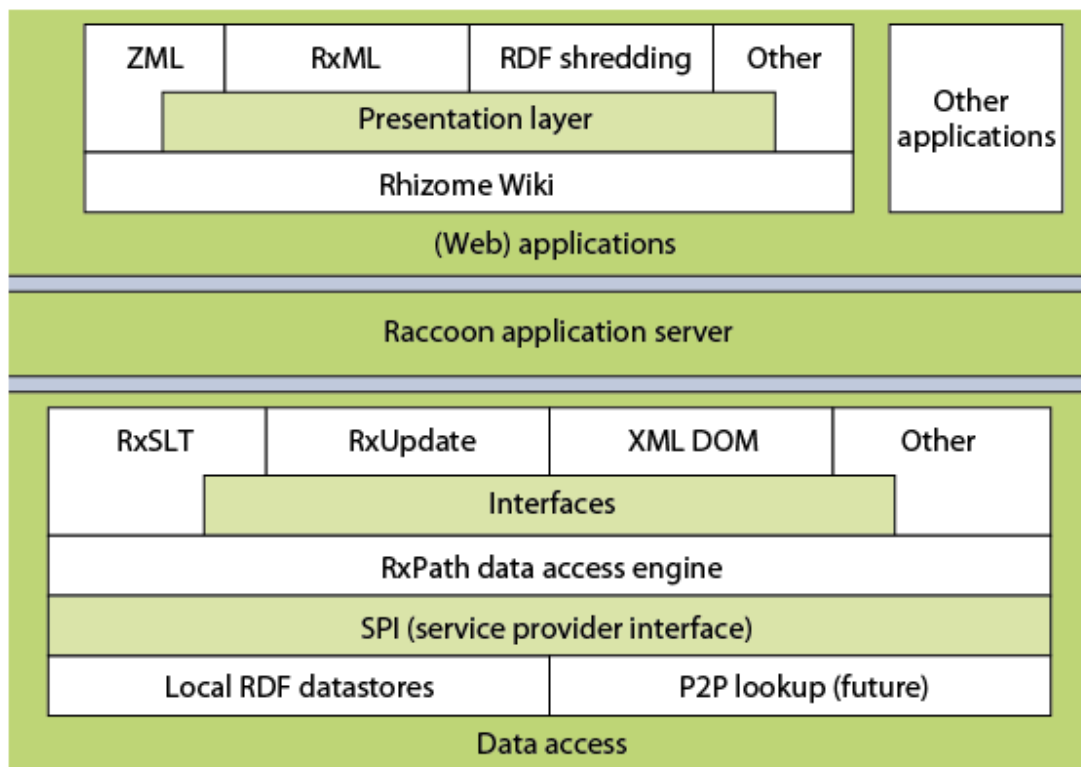 ZML RxML RDF shredding Other
Other
applications
Presentation layer
Rhizome Wiki
(Web) applications
Raccoon application server
RxSLT RxUpdate XML DOM Other
Interfaces
RxPath data access engine
SPI (service provider interface)
Local RDF datastores P2P lookup (future)
Data access